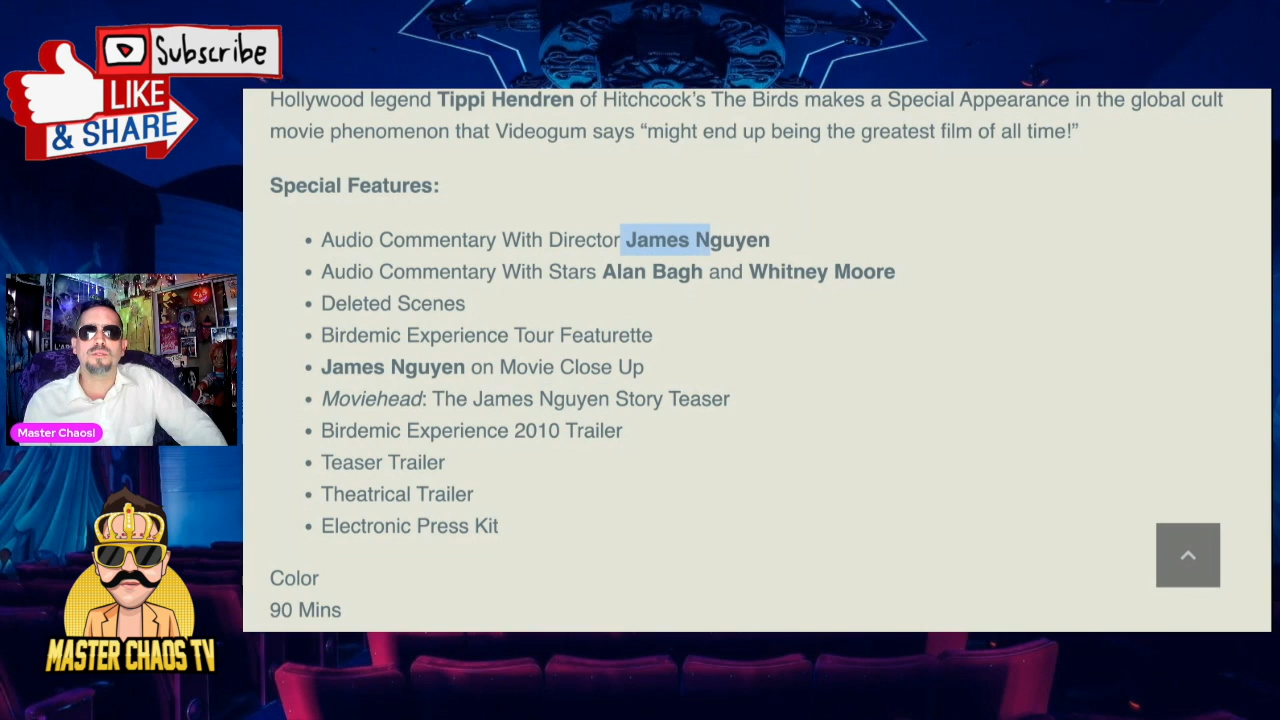 Subscribe
LIKE
& SHARE
Hollywood legend Tippi Hendren of Hitchcock's The Birds makes a Special Appearance in the global cult
movie phenomenon that Videogum says “might end up being the greatest film of all time!”
Special Features:
• Audio Commentary With Director James Nguyen
• Audio Commentary With Stars Alan Bagh and Whitney Moore
• Deleted Scenes
• Birdemic Experience Tour Featurette
• James Nguyen on Movie Close Up
• Moviehead: The James Nguyen Story Teaser
• Birdemic Experience 2010 Trailer
• Teaser Trailer
• Theatrical Trailer
• Electronic Press Kit
Color
90 Mins
Master Chaos!
MASTER CHAOS TV